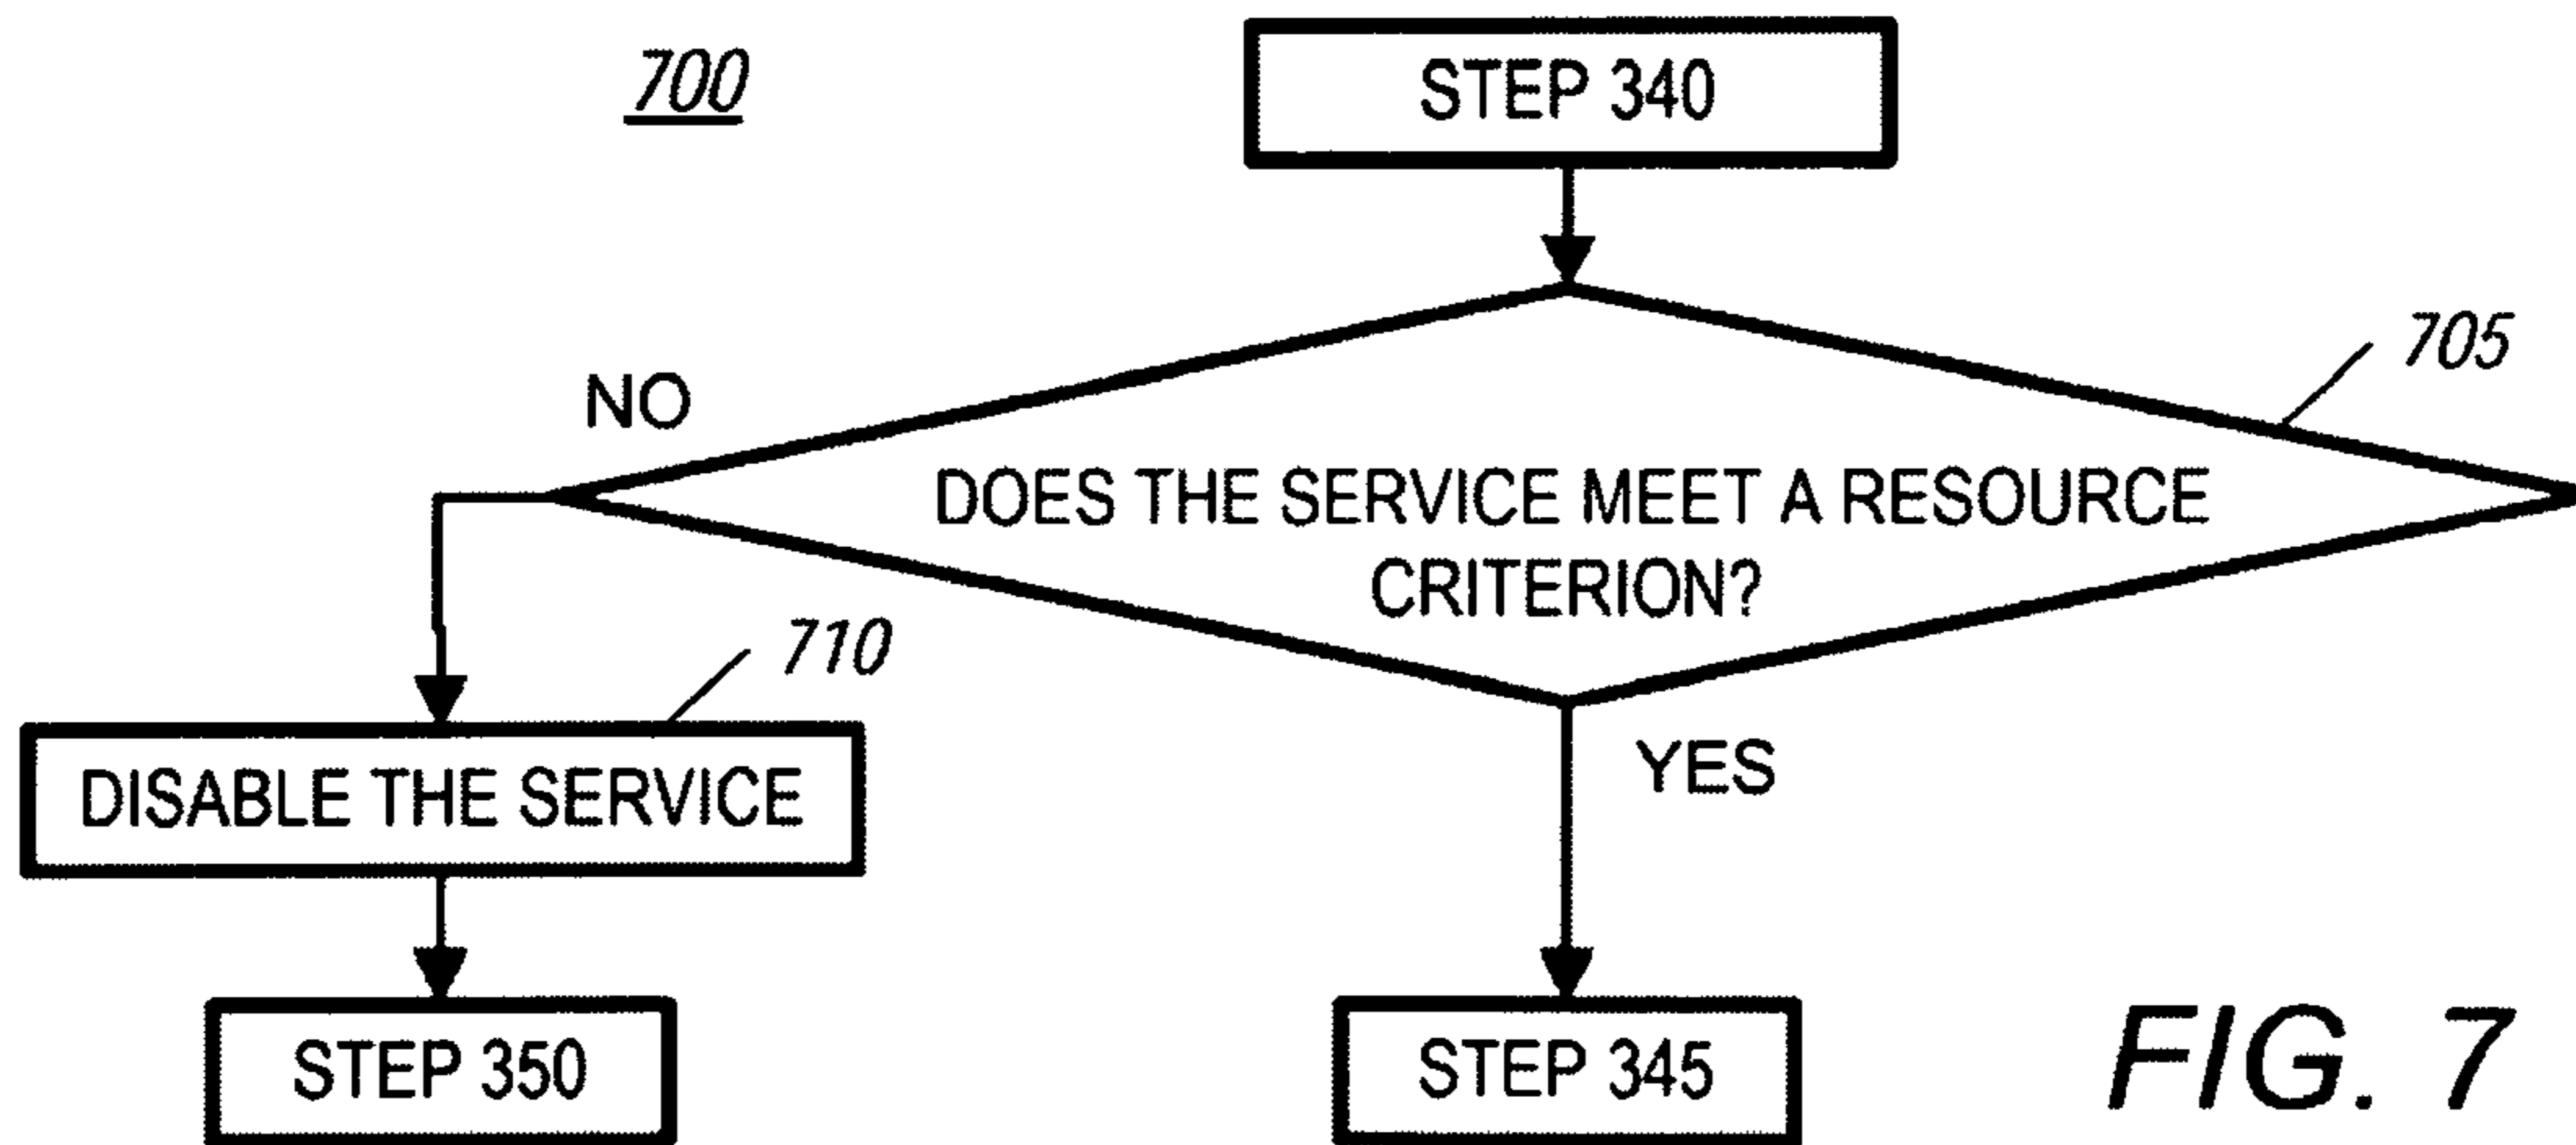 700
STEP 340
705
NO
DOES THE SERVICE MEET A RESOURCE
CRITERION?
710
DISABLE THE SERVICE
YES
STEP 350
STEP 345
FIG. 7